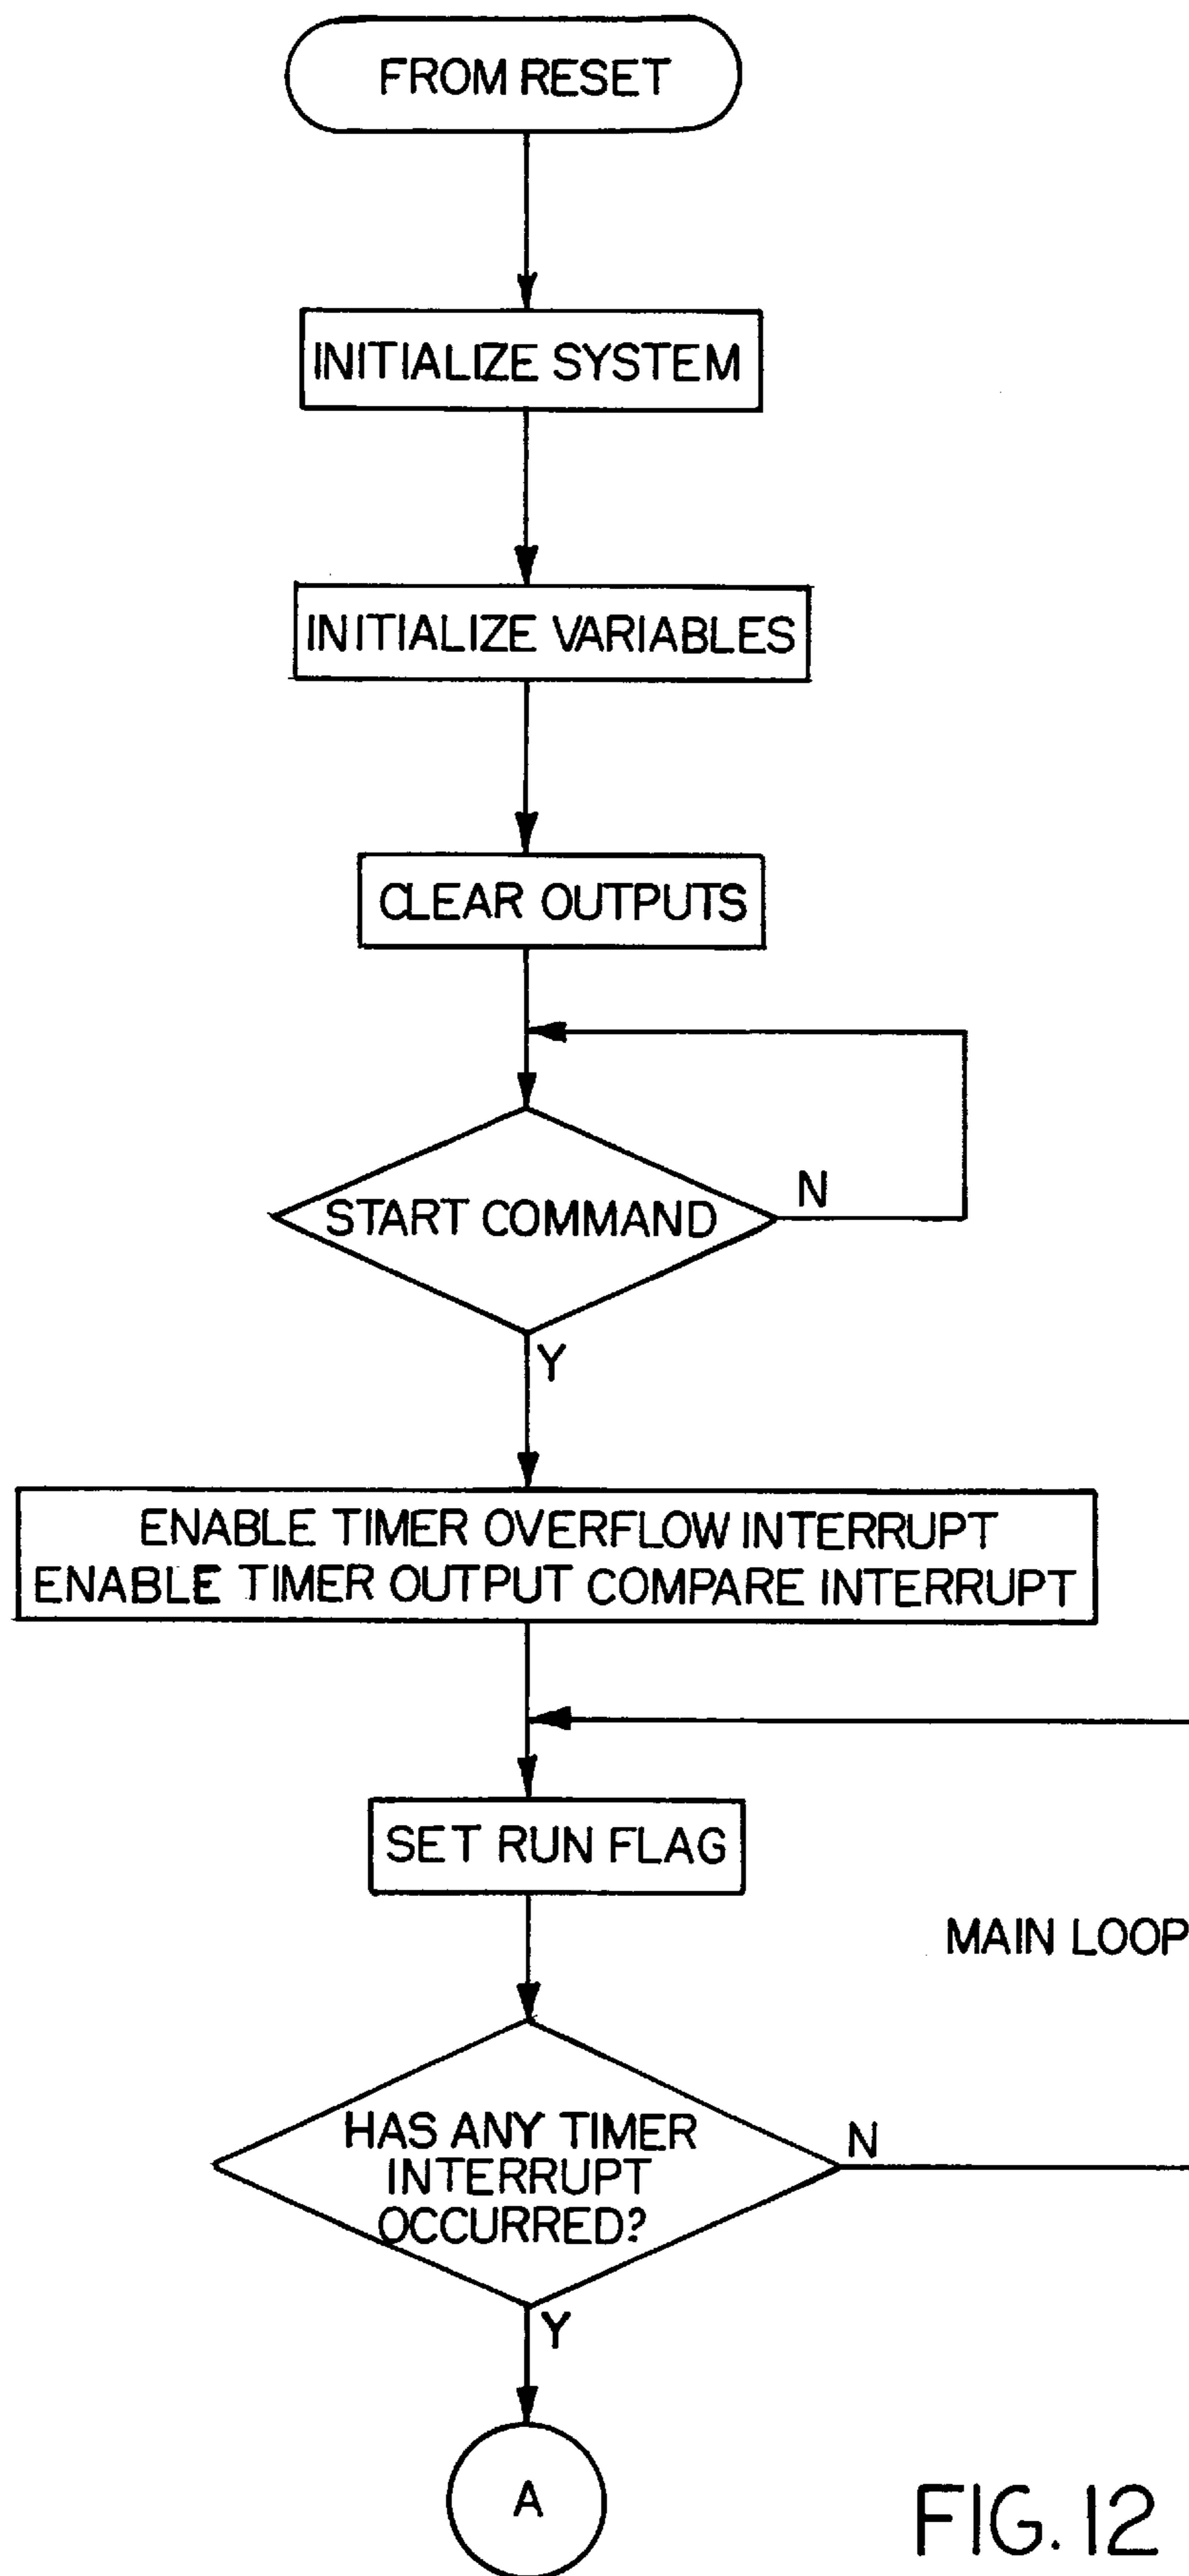 FROM RESET
INITIALIZE SYSTEM
INITIALIZE VARIABLES
CLEAR OUTPUTS
START COMMAND
N
Y
ENABLE TIMER OVERFLOW INTERRUPT
ENABLE TIMER OUTPUT COMPARE INTERRUPT
SET RUN FLAG
MAIN LOOP
HAS ANY TIMER
INTERRUPT
OCCURRED?
N
Y
A
FIG. 12